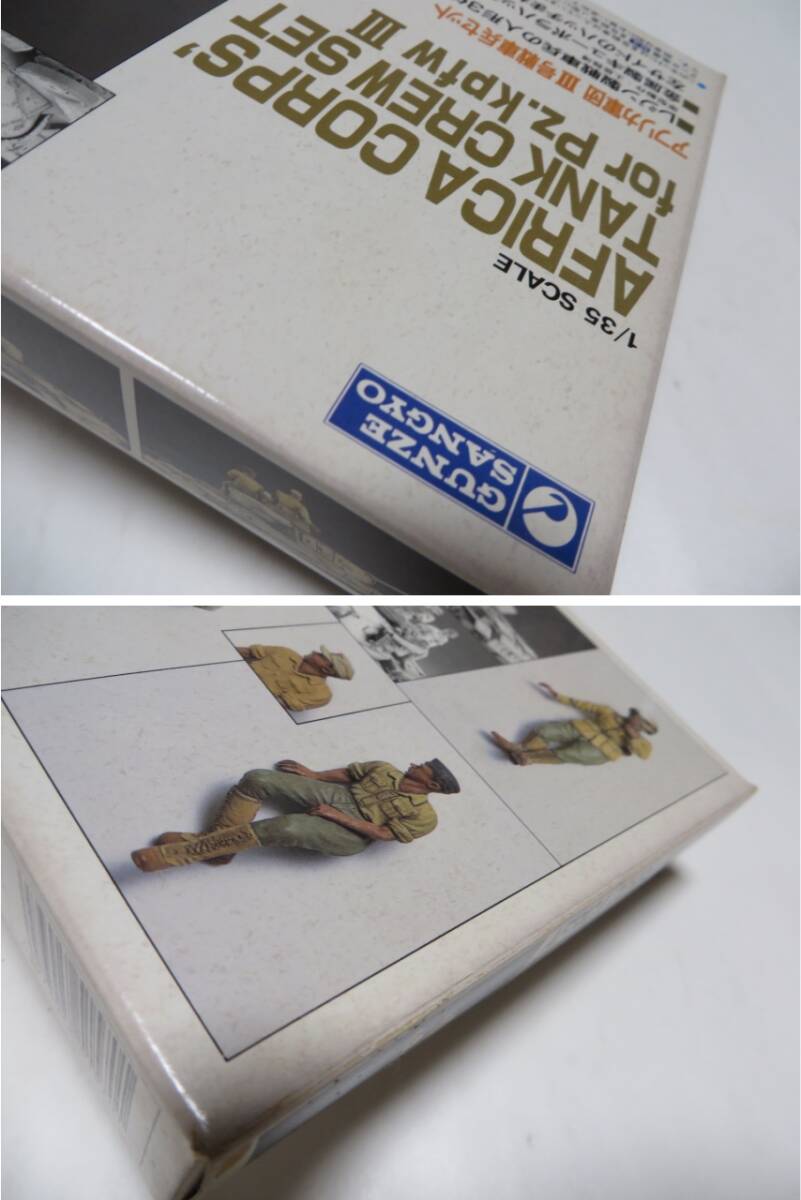 GUNZE
SANGYO
1/35 SCALE
AFRICA CORPS'
TANK CREW SET
for Pz.Kpfw III
アフリカ軍団 III号戦車兵セット